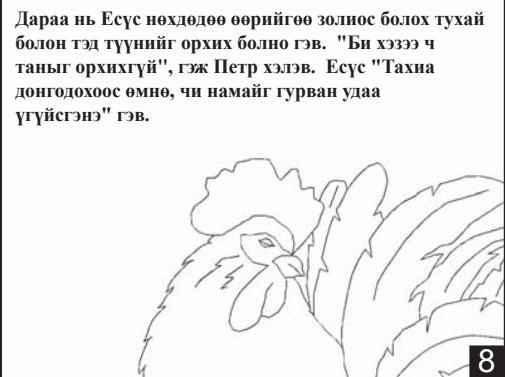 Дараа нь Есүс нөхдөдөө өөрийгөө золиос болох тухай
болон тэд түүнийг орхих болно гэв. "Би хэзээ ч
таныг орхихгүй", гэж Петр хэлэв. Есүс "Тахиа
донгодохоос өмнө, чи намайг гурван удаа
үгүйсгэнэ" гэв.
8